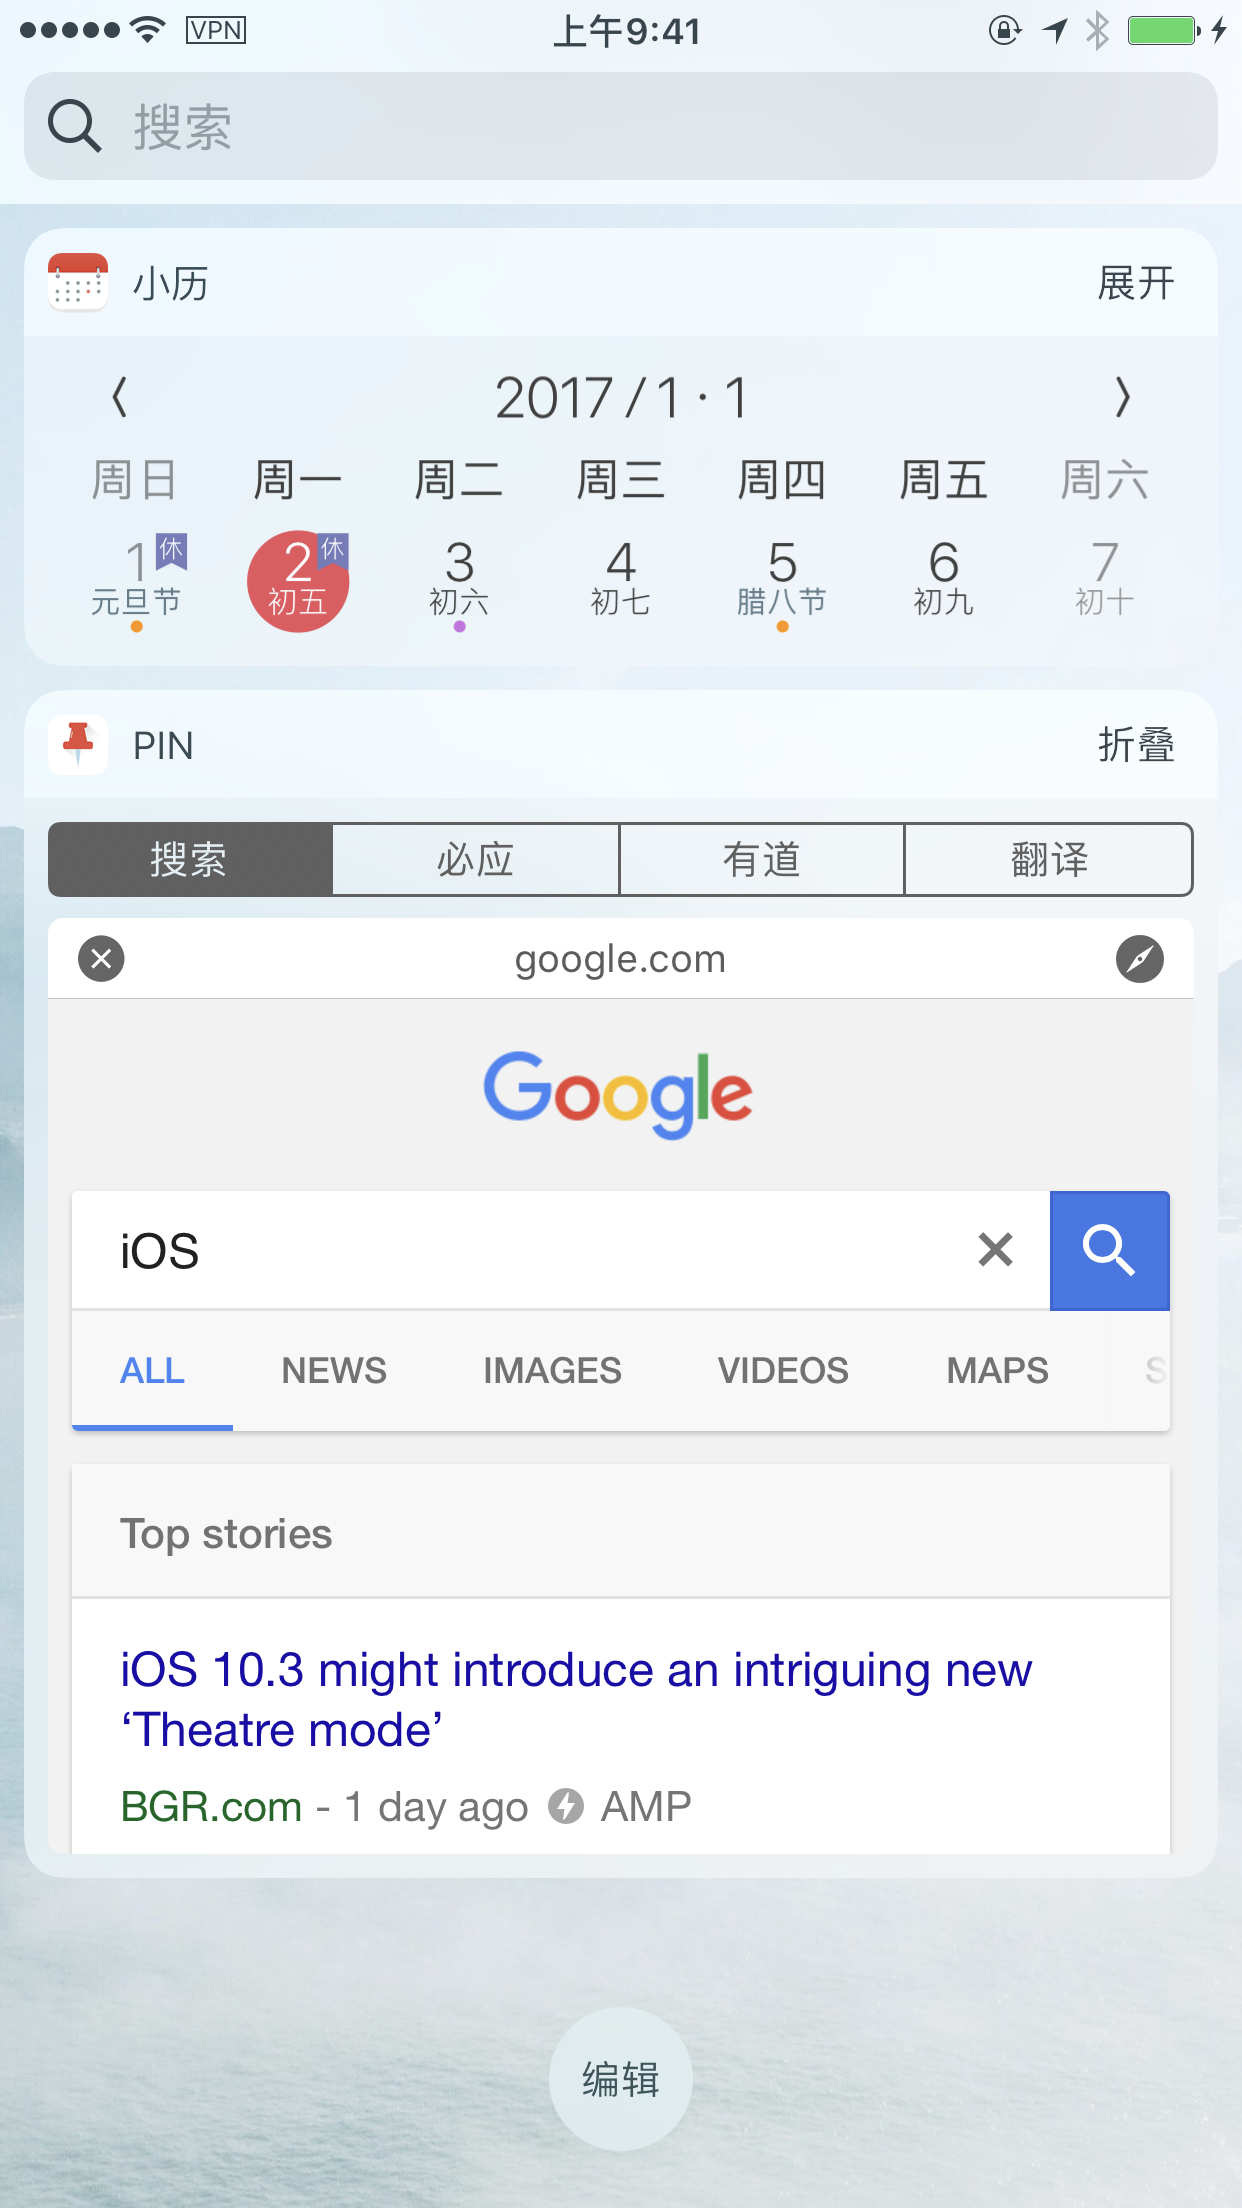 VPN 上午9:41
搜索
小历 展开
2017 / 1 · 1
周日 周一 周二 周三 周四 周五 周六
1 休 2 休 3 4 5 6 7
元旦节 初五 初六 初七 腊八节 初九 初十
PIN 折叠
搜索 必应 有道 翻译
google.com
Google
iOS
ALL NEWS IMAGES VIDEOS MAPS S
Top stories
iOS 10.3 might introduce an intriguing new
‘Theatre mode’
BGR.com - 1 day ago AMP
编辑